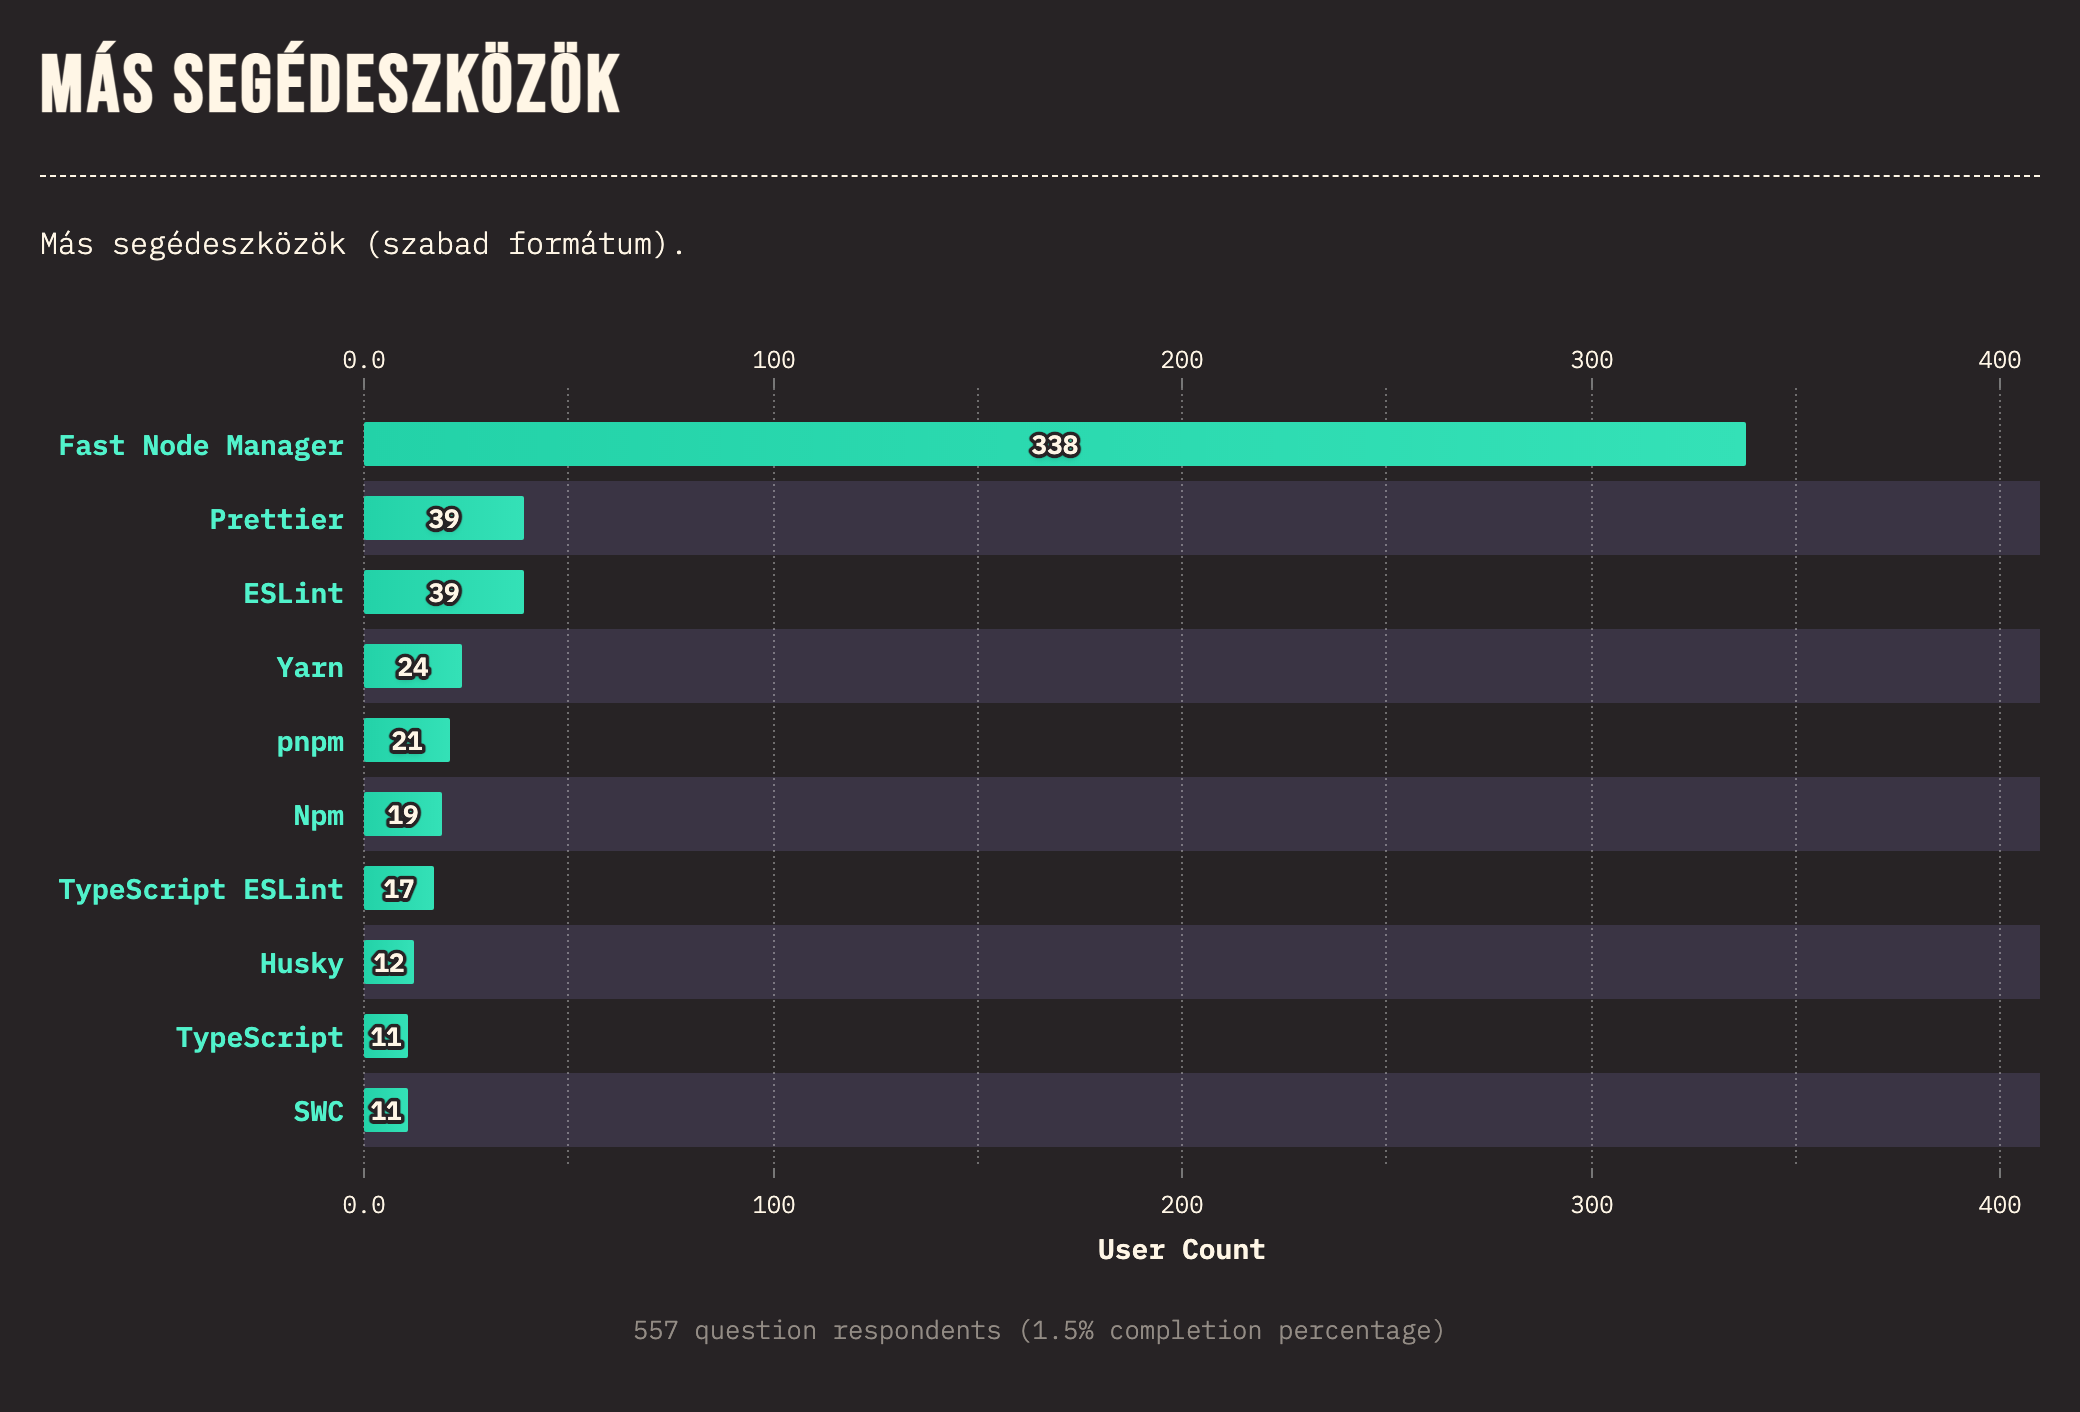 MÁS SEGÉDESZKÖZÖK
Más segédeszközök (szabad formátum).
0.0 100 200 300 400
Fast Node Manager 338
Prettier 39
ESLint 39
Yarn 24
pnpm 21
Npm 19
TypeScript ESLint 17
Husky 12
TypeScript 11
SWC 11
0.0 100 200 300 400
User Count
557 question respondents (1.5% completion percentage)